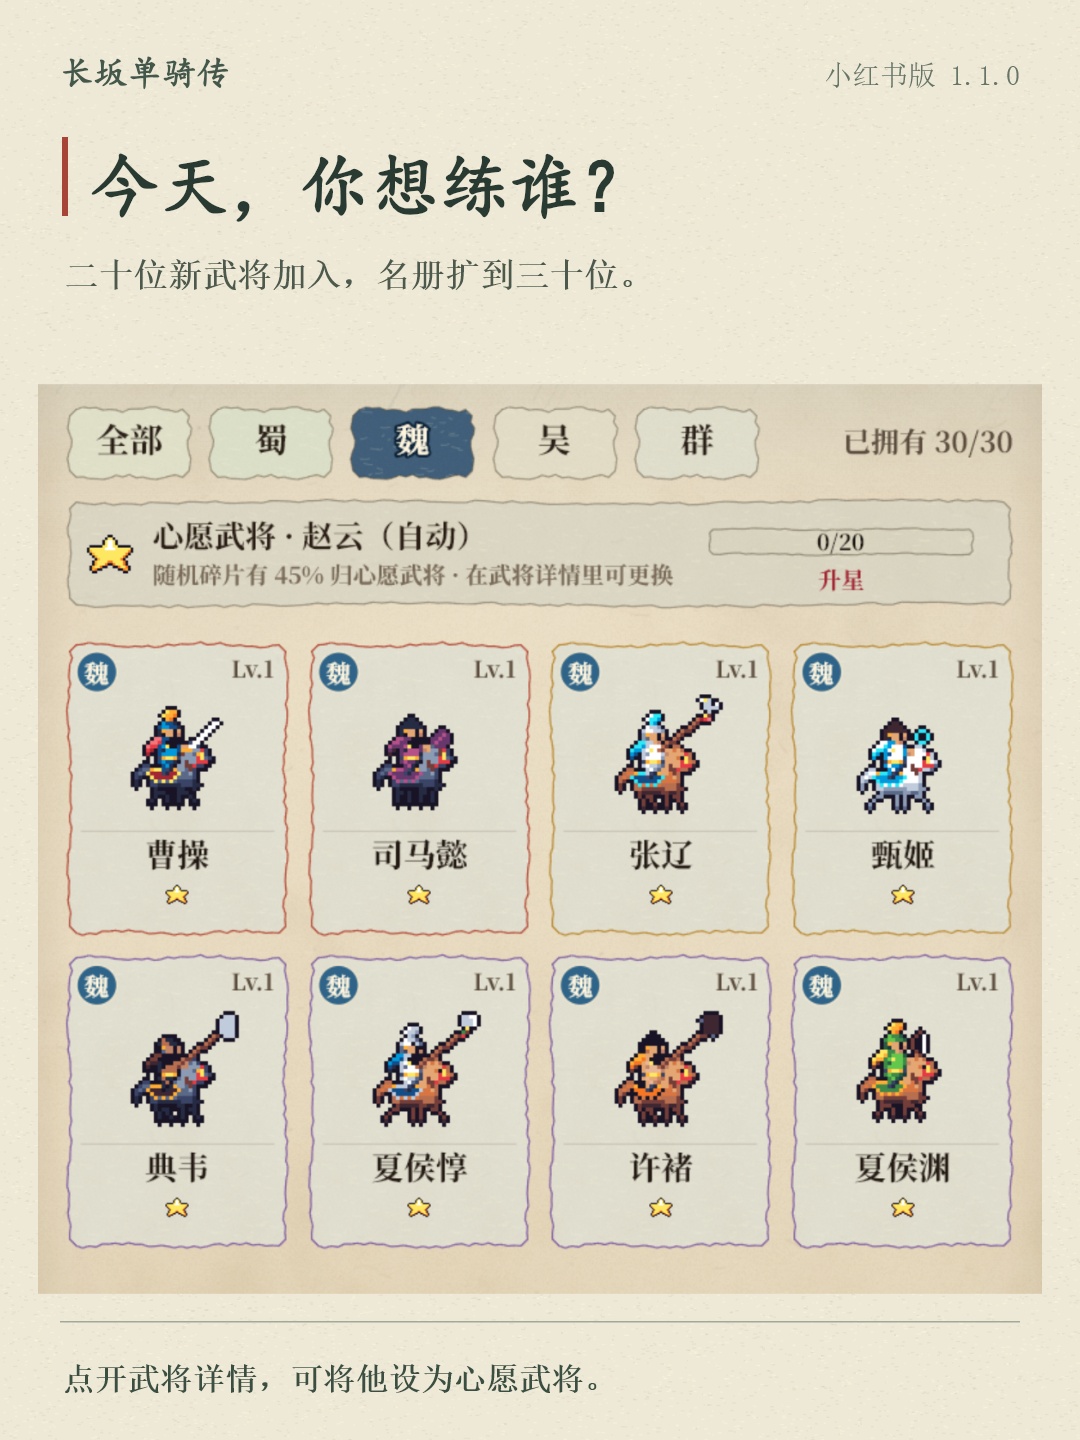 长坂单骑传
小红书版 1.1.0
今天，你想练谁？
二十位新武将加入，名册扩到三十位。
全部 蜀 魏 吴 群 已拥有 30/30
心愿武将 · 赵云（自动）
0/20
随机碎片有 45% 归心愿武将 · 在武将详情里可更换
升星
魏 Lv.1 魏 Lv.1 魏 Lv.1 魏 Lv.1
曹操 司马懿 张辽 甄姬
魏 Lv.1 魏 Lv.1 魏 Lv.1 魏 Lv.1
典韦 夏侯惇 许褚 夏侯渊
点开武将详情，可将他设为心愿武将。